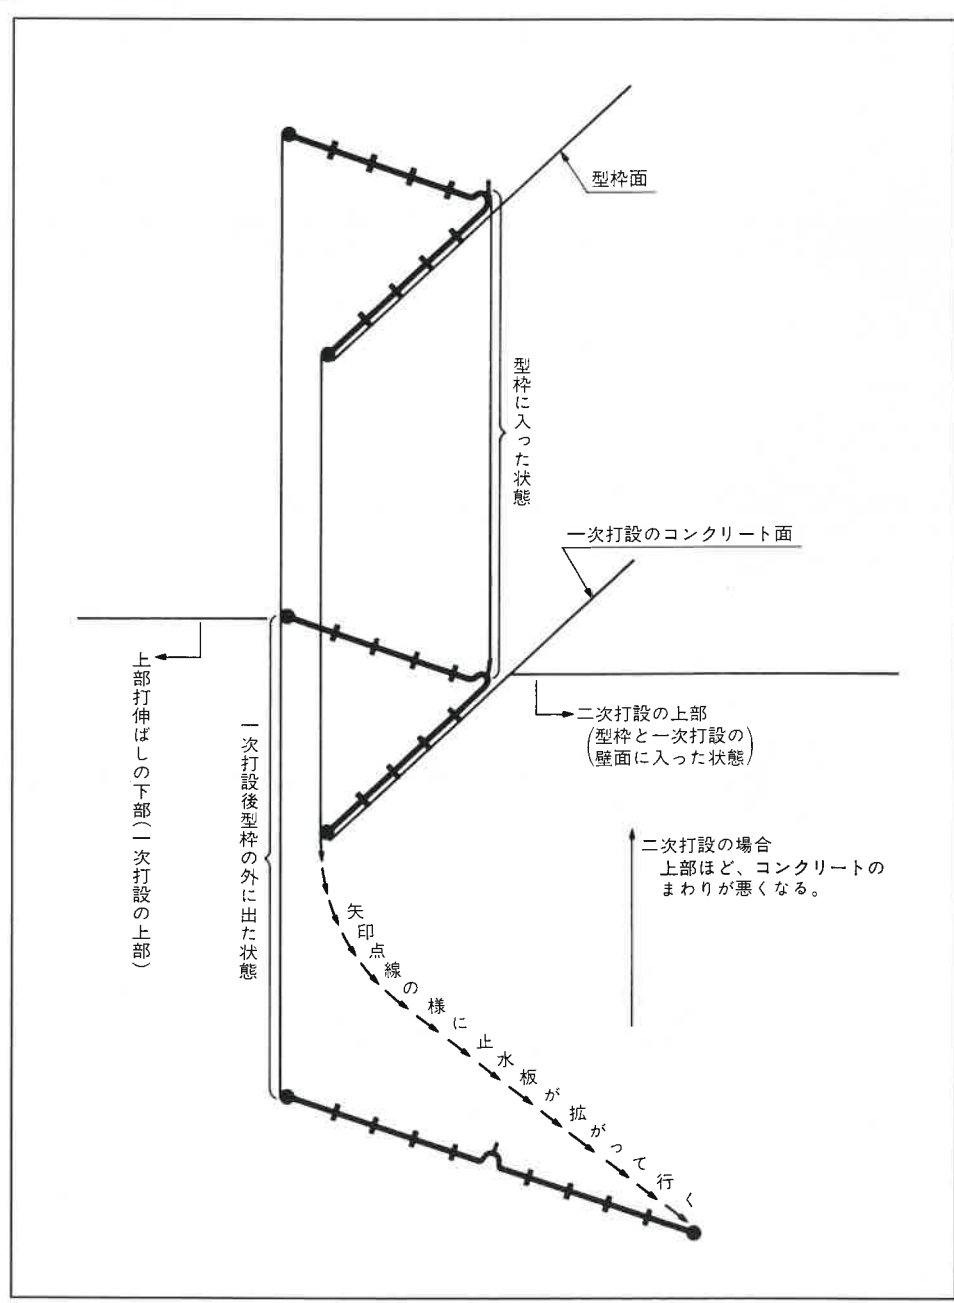 型枠面
型枠に入った状態
一次打設のコンクリート面
上部打伸ばしの下部(一次打設の上部)
一次打設後型枠の外に出た状態
二次打設の上部
(型枠と一次打設の
壁面に入った状態)
二次打設の場合
上部ほど、コンクリートの
まわりが悪くなる。
矢印点線の様に止水板が拡がって行く